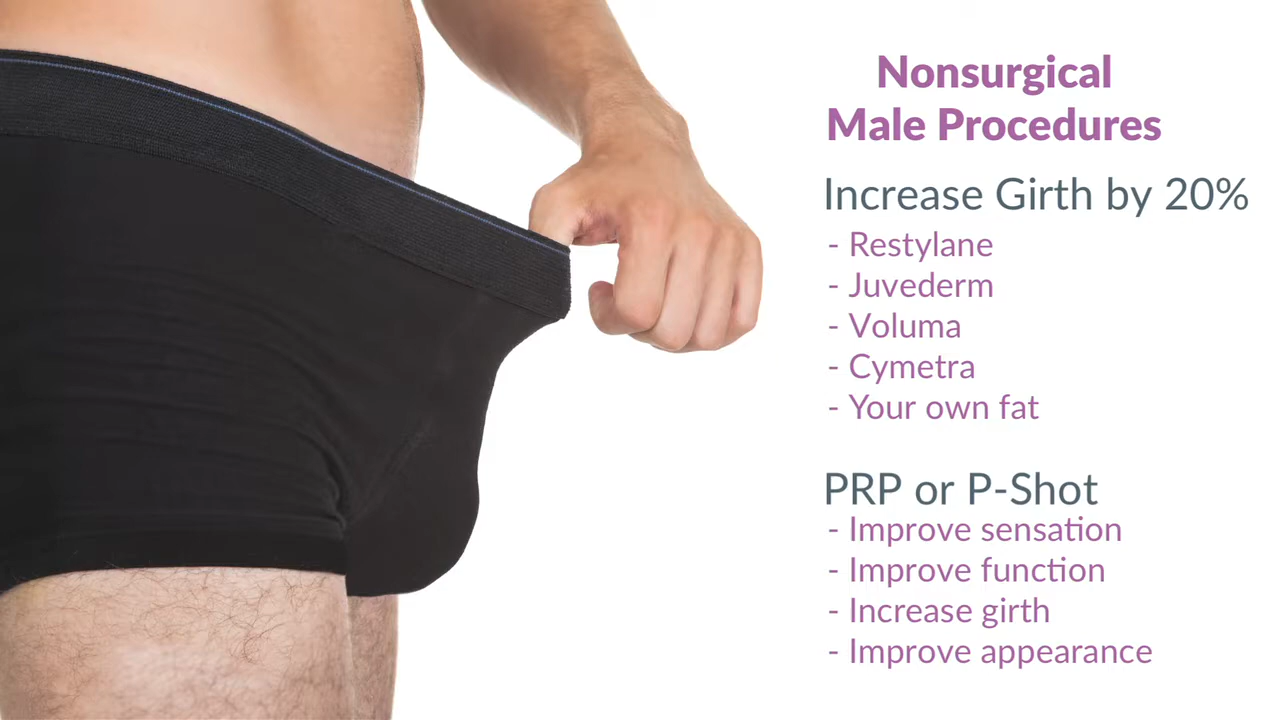 Nonsurgical
Male Procedures
Increase Girth by 20%
- Restylane
- Juvederm
- Voluma
- Cymetra
- Your own fat
PRP or P-Shot
- Improve sensation
- Improve function
- Increase girth
- Improve appearance